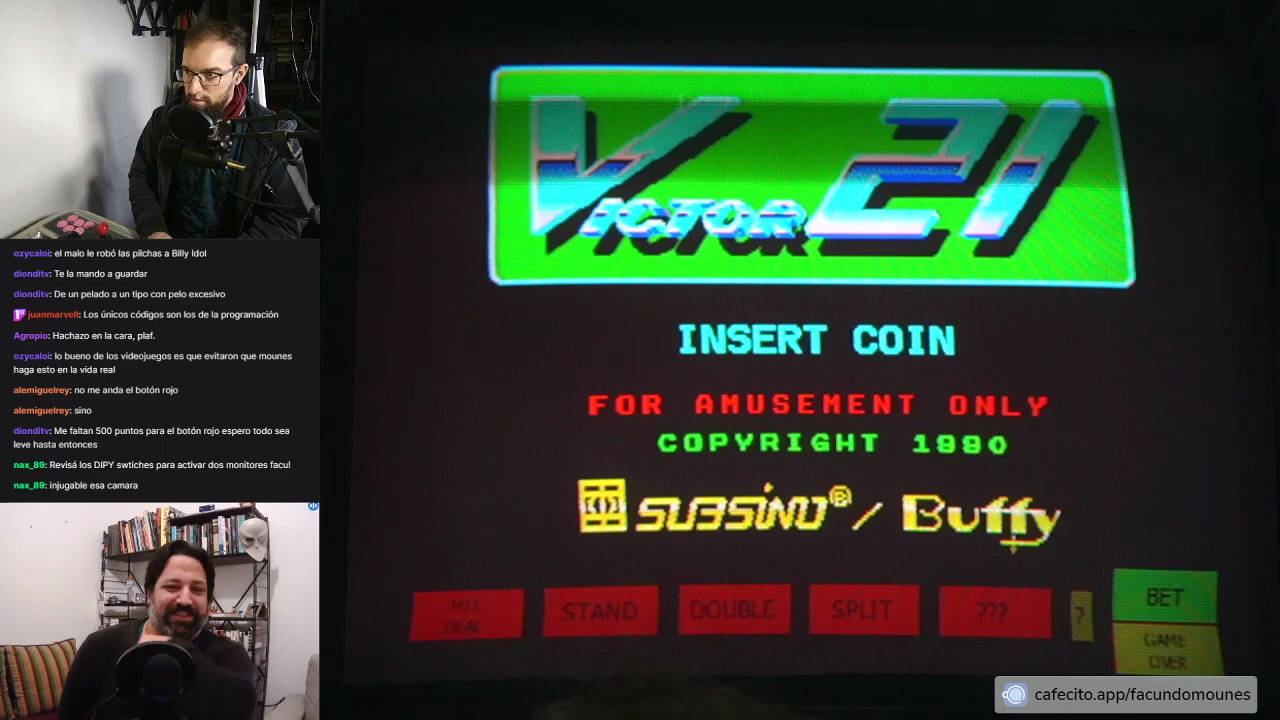 ozycaloi: el malo le robó las pilchas a Billy Idol
dionditv: Te la mando a guardar
dionditv: De un pelado a un tipo con pelo excesivo
juanmarvell: Los únicos códigos son los de la programación
Agropio: Hachazo en la cara, plaf.
ozycaloi: lo bueno de los videojuegos es que evitaron que mounes
haga esto en la vida real
alemiguelrey: no me anda el botón rojo
alemiguelrey: sino
dionditv: Me faltan 500 puntos para el botón rojo espero todo sea
leve hasta entonces
nax_89: Revisá los DIPY swtiches para activar dos monitores facu!
nax_89: injugable esa camara
VICTOR 21
INSERT COIN
FOR AMUSEMENT ONLY
COPYRIGHT 1990
SUBSINO® / Buffy
HIT
DEAL
STAND
DOUBLE
SPLIT
???
?
BET
GAME
OVER
cafecito.app/facundomounes